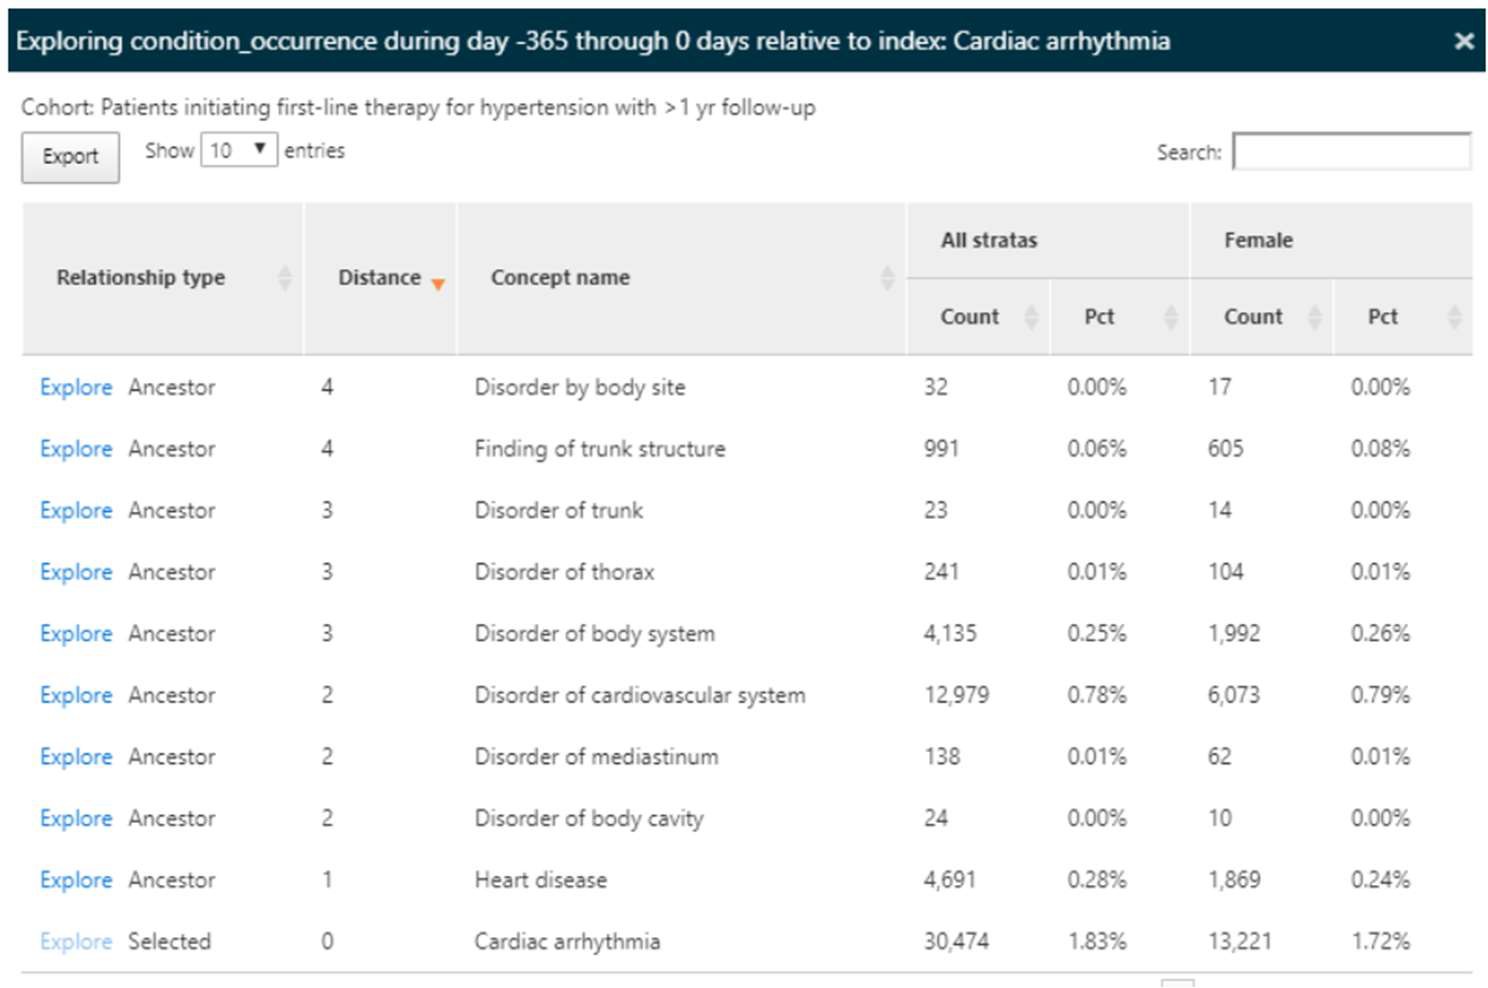 Exploring condition_occurrence during day -365 through 0 days relative to index: Cardiac arrhythmia ×
Cohort: Patients initiating first-line therapy for hypertension with >1 yr follow-up
Export Show 10 entries Search:
All stratas Female
Relationship type Distance Concept name
Count Pct Count Pct
Explore Ancestor 4 Disorder by body site 32 0.00% 17 0.00%
Explore Ancestor 4 Finding of trunk structure 991 0.06% 605 0.08%
Explore Ancestor 3 Disorder of trunk 23 0.00% 14 0.00%
Explore Ancestor 3 Disorder of thorax 241 0.01% 104 0.01%
Explore Ancestor 3 Disorder of body system 4,135 0.25% 1,992 0.26%
Explore Ancestor 2 Disorder of cardiovascular system 12,979 0.78% 6,073 0.79%
Explore Ancestor 2 Disorder of mediastinum 138 0.01% 62 0.01%
Explore Ancestor 2 Disorder of body cavity 24 0.00% 10 0.00%
Explore Ancestor 1 Heart disease 4,691 0.28% 1,869 0.24%
Explore Selected 0 Cardiac arrhythmia 30,474 1.83% 13,221 1.72%